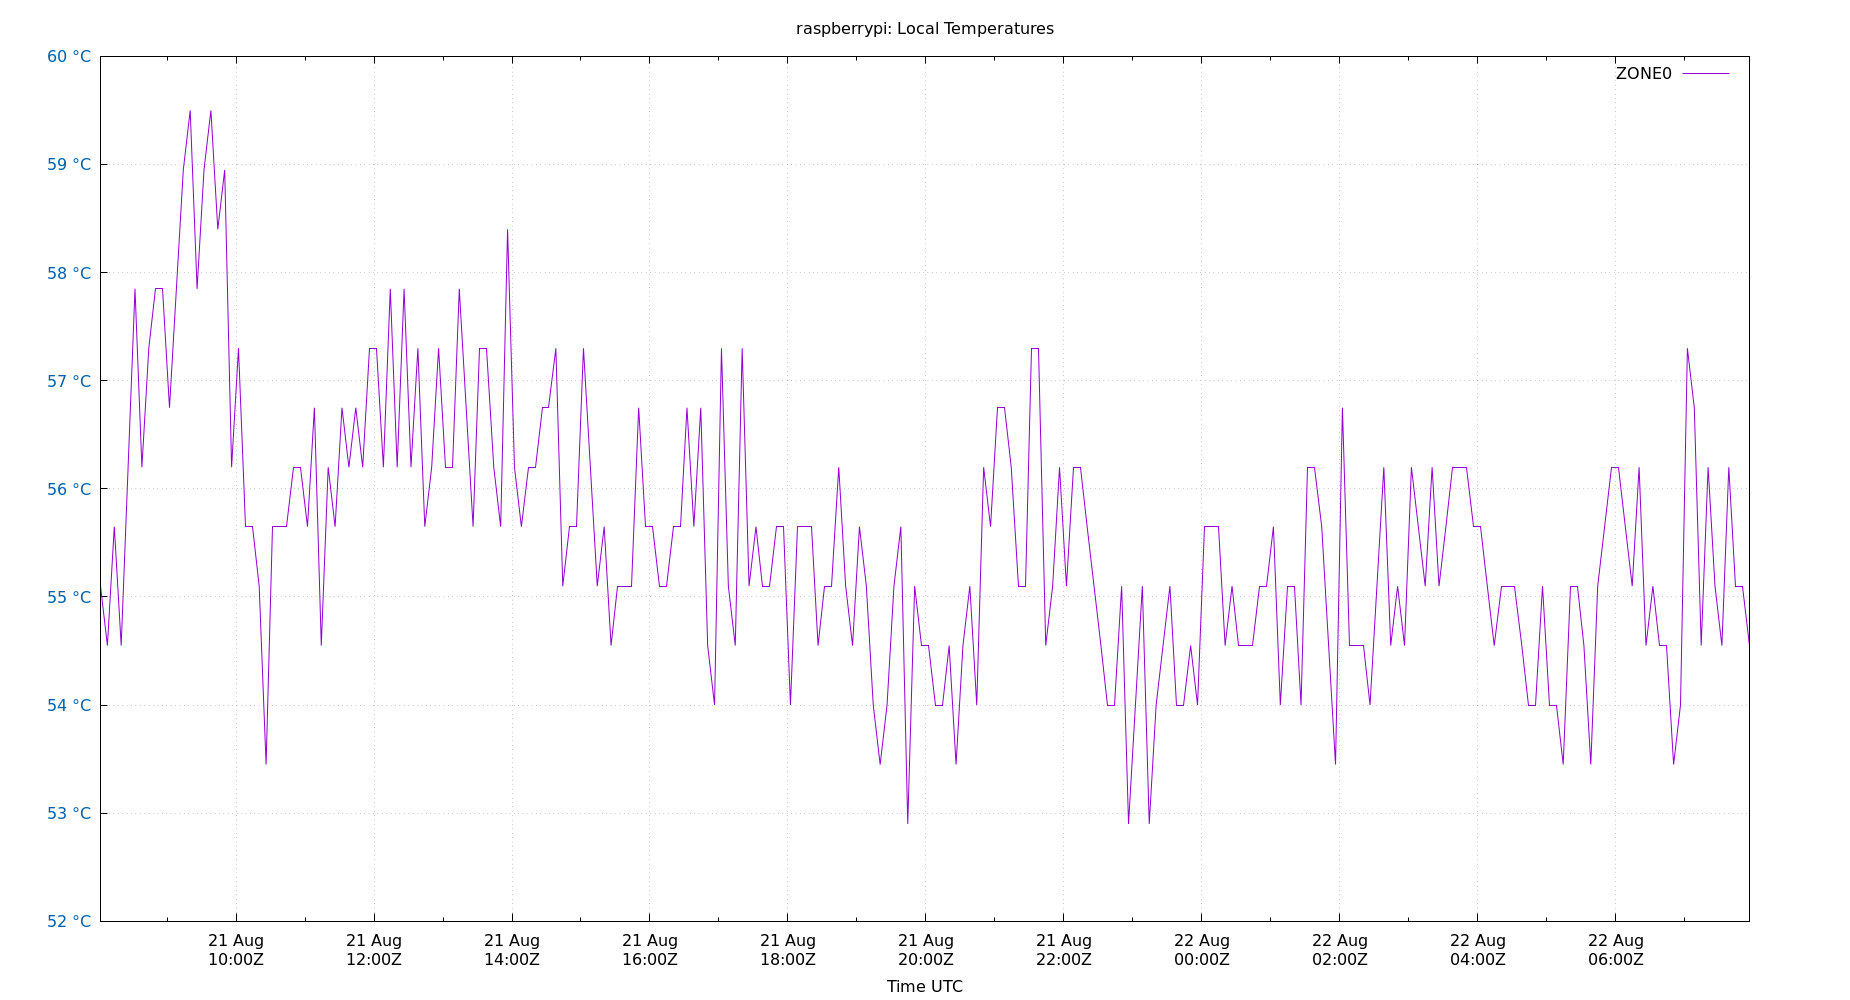 raspberrypi: Local Temperatures
60 °C
ZONE0
59 °C
58 °C
57 °C
56 °C
55 °C
54 °C
53 °C
52 °C
21 Aug 21 Aug 21 Aug 21 Aug 21 Aug 21 Aug 21 Aug 22 Aug 22 Aug 22 Aug 22 Aug
10:00Z 12:00Z 14:00Z 16:00Z 18:00Z 20:00Z 22:00Z 00:00Z 02:00Z 04:00Z 06:00Z
Time UTC